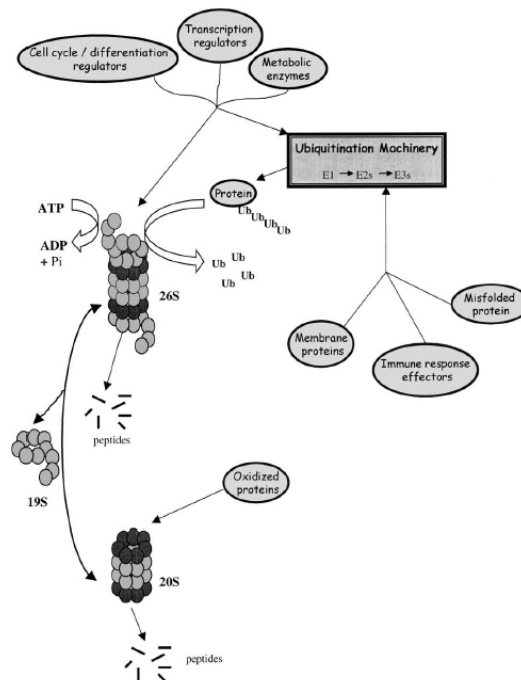 Transcription
regulators
Cell cycle / differentiation
regulators
Metabolic
enzymes
Ubiquitination Machinery
E1 → E2s → E3s
Protein
Ub
Ub
Ub
Ub
ATP
ADP
+ Pi
Ub
Ub
Ub
Ub
26S
Misfolded
protein
Membrane
proteins
Immune response
effectors
peptides
19S
Oxidized
proteins
20S
peptides